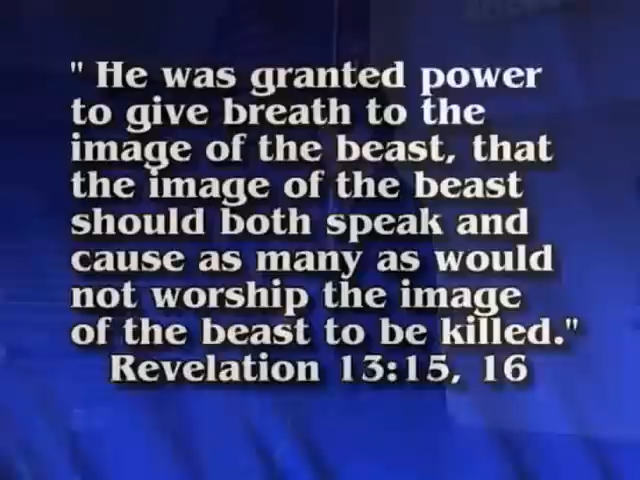 " He was granted power
to give breath to the
image of the beast, that
the image of the beast
should both speak and
cause as many as would
not worship the image
of the beast to be killed."
Revelation 13:15, 16